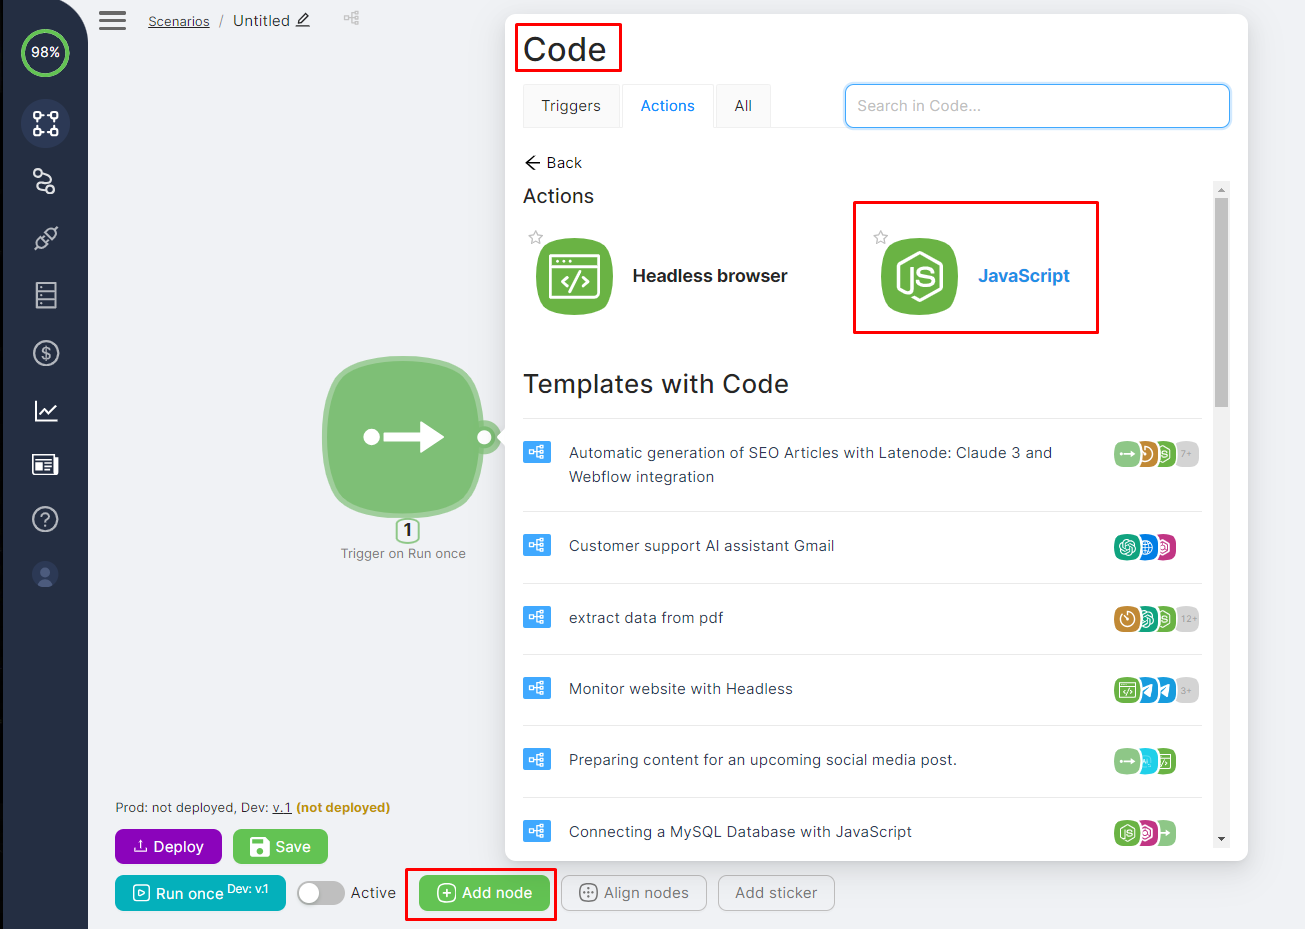 98%
Scenarios / Untitled
Code
Triggers
Actions
All
Search in Code...
Back
Actions
Headless browser
JS
JavaScript
Templates with Code
Automatic generation of SEO Articles with Latenode: Claude 3 and
Webflow integration
7+
Customer support AI assistant Gmail
extract data from pdf
12+
Monitor website with Headless
3+
Preparing content for an upcoming social media post.
Connecting a MySQL Database with JavaScript
1
Trigger on Run once
Prod: not deployed, Dev: v.1 (not deployed)
Deploy
Save
Run once Dev: v.1
Active
Add node
Align nodes
Add sticker